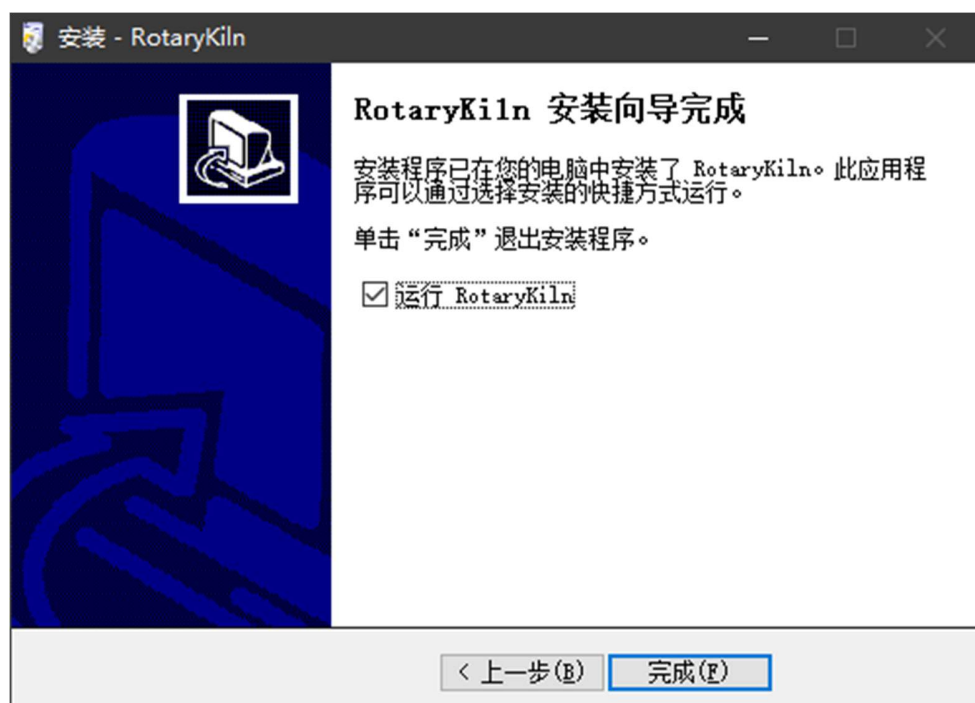 安装 - RotaryKiln
RotaryKiln 安装向导完成
安装程序已在您的电脑中安装了 RotaryKiln。此应用程
序可以通过选择安装的快捷方式运行。
单击“完成”退出安装程序。
运行 RotaryKiln
< 上一步(B) 完成(F)